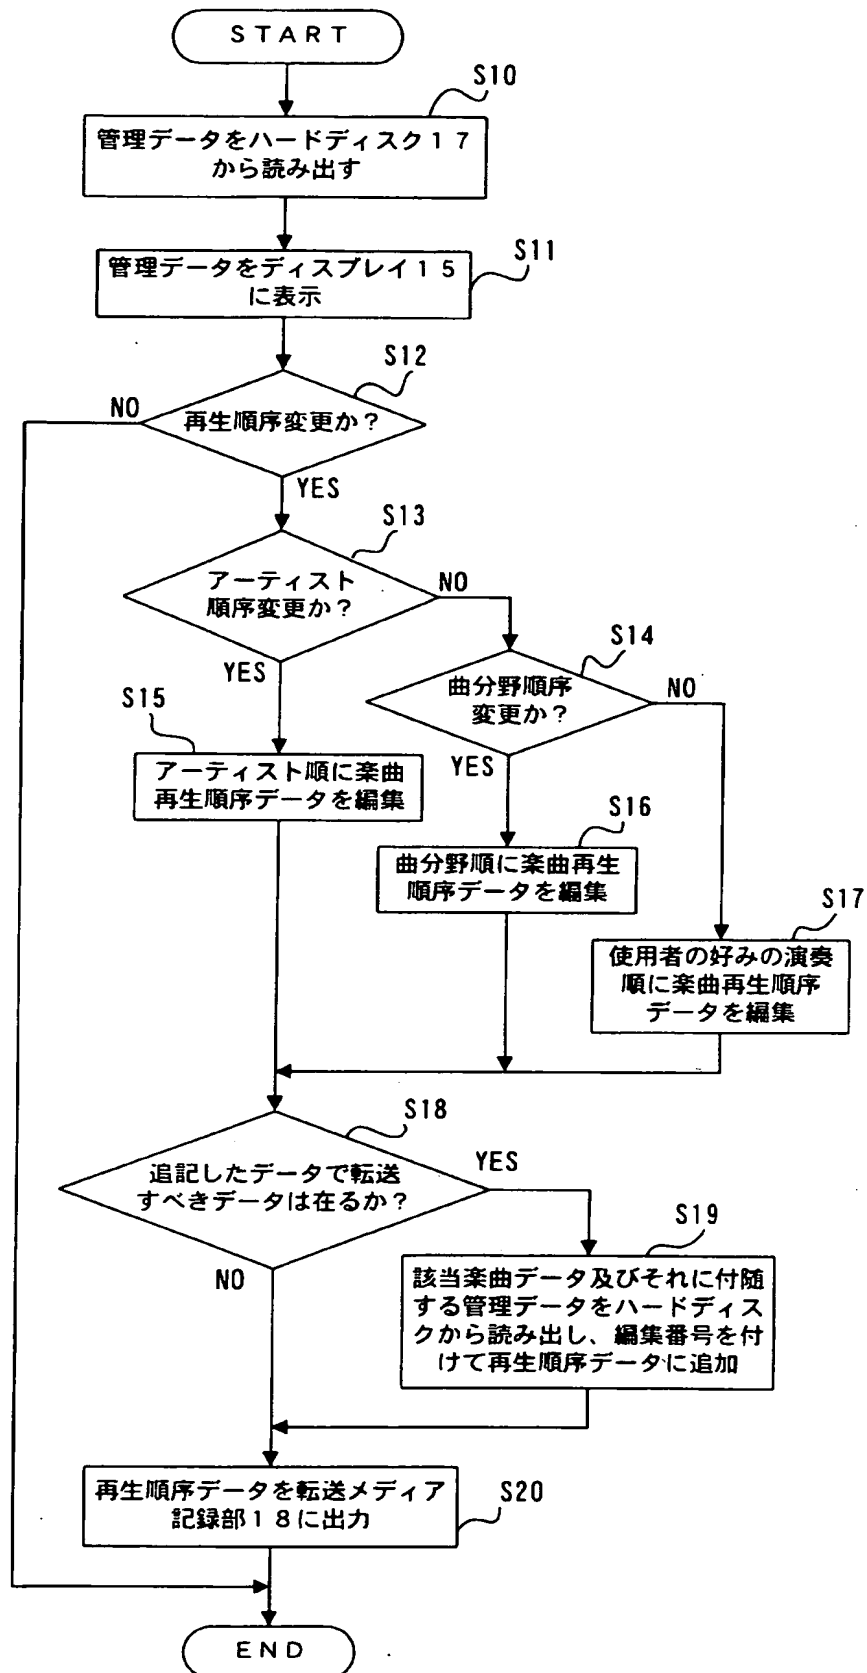 START
S10
管理データをハードディスク17
から読み出す
S11
管理データをディスプレイ15
に表示
S12
NO
再生順序変更か？
YES
S13
アーティスト
順序変更か？
NO
YES
S14
曲分野順序
変更か？
NO
YES
S15
アーティスト順に楽曲
再生順序データを編集
S16
曲分野順に楽曲再生
順序データを編集
S17
使用者の好みの演奏
順に楽曲再生順序
データを編集
S18
追記したデータで転送
すべきデータは在るか？
YES
NO
S19
該当楽曲データ及びそれに付随
する管理データをハードディス
クから読み出し、編集番号を付
けて再生順序データに追加
再生順序データを転送メディア
記録部18に出力
S20
END